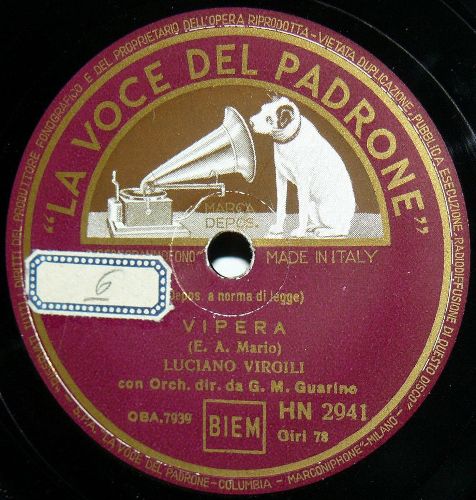 "LA VOCE DEL PADRONE"
DIRITTI DEL PRODUTTORE FONOGRAFICO E DEL PROPRIETARIO DELL'OPERA RIPRODOTTA - VIETATA DUPLICAZIONE - PUBBLICA ESECUZIONE - RADIODIFFUSIONE DI QUESTO DISCO
MARCA
DEPOS.
MADE IN ITALY
6
Depos. a norma di legge)
VIPERA
(E. A. Mario)
LUCIANO VIRGILI
con Orch. dir. da G. M. Guarino
OBA.7939
BIEM
HN 2941
Giri 78
LA VOCE DEL PADRONE - COLUMBIA - MARCONIPHONE - MILANO